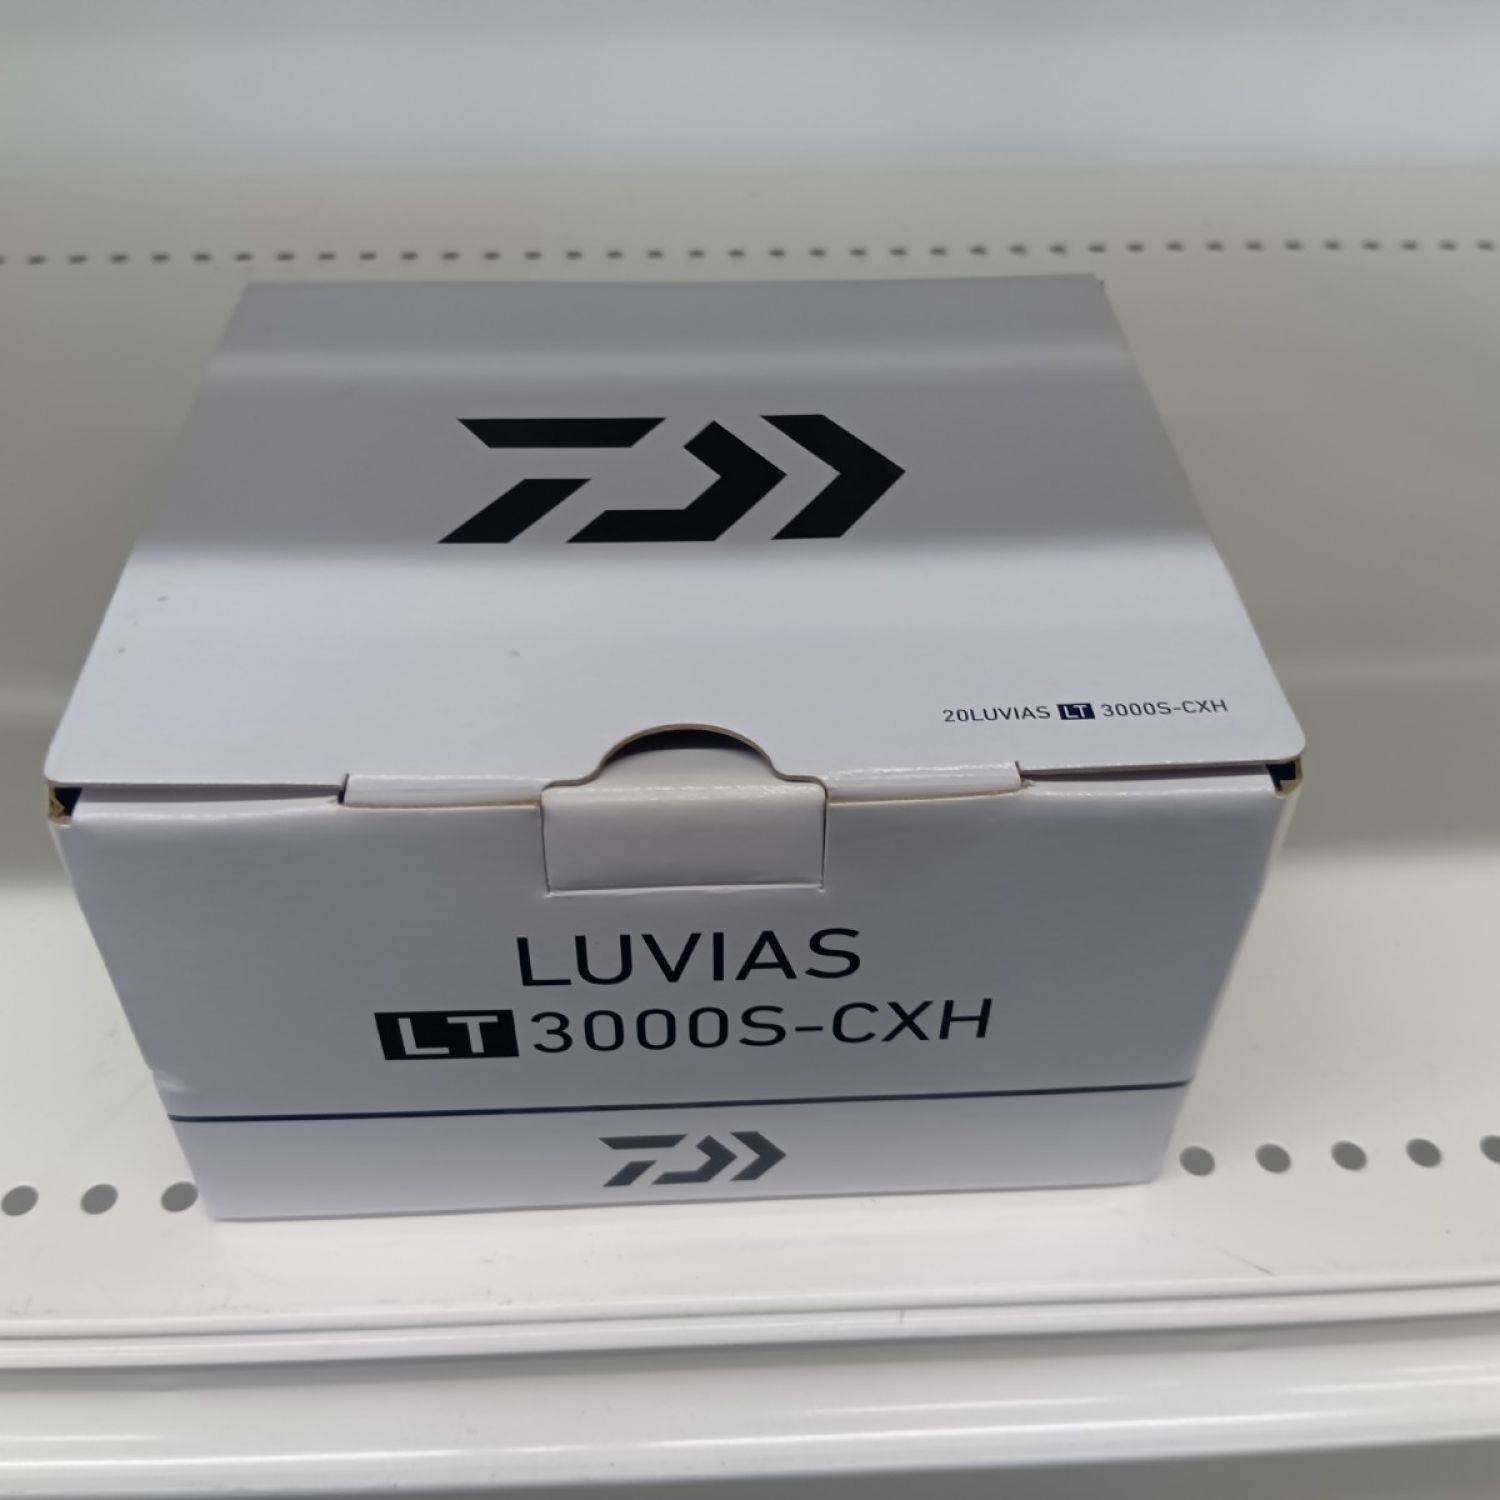 20LUVIAS LT 3000S-CXH
LUVIAS
LT 3000S-CXH